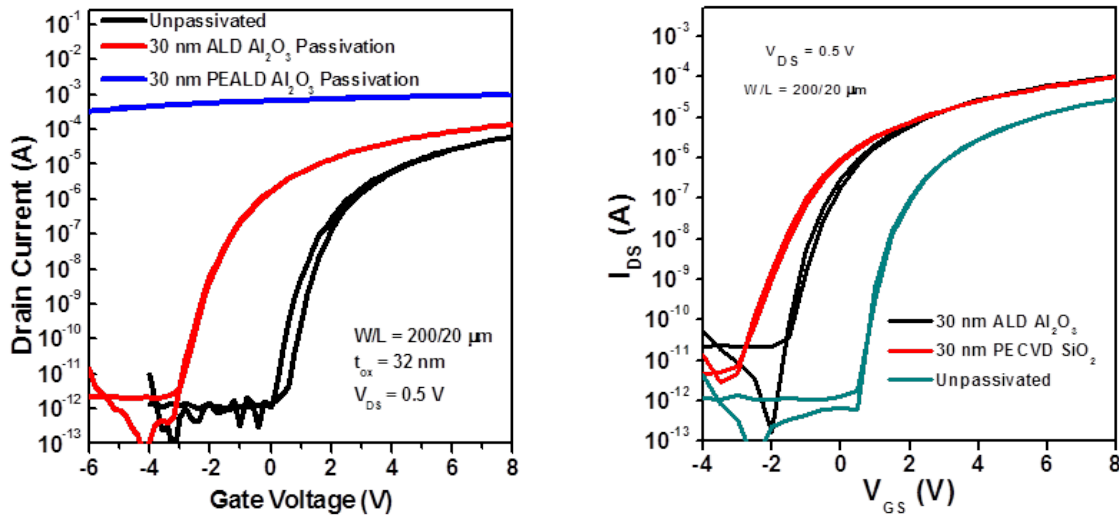 Unpassivated
30 nm ALD Al₂O₃ Passivation
30 nm PEALD Al₂O₃ Passivation
10⁻¹
10⁻²
10⁻³
10⁻⁴
10⁻⁵
10⁻⁶
10⁻⁷
10⁻⁸
10⁻⁹
10⁻¹⁰
10⁻¹¹
10⁻¹²
10⁻¹³
Drain Current (A)
W/L = 200/20 μm
tox = 32 nm
VDS = 0.5 V
-6 -4 -2 0 2 4 6 8
Gate Voltage (V)
10⁻³
10⁻⁴
10⁻⁵
10⁻⁶
10⁻⁷
10⁻⁸
10⁻⁹
10⁻¹⁰
10⁻¹¹
10⁻¹²
10⁻¹³
IDS (A)
VDS = 0.5 V
W/L = 200/20 μm
30 nm ALD Al₂O₃
30 nm PECVD SiO₂
Unpassivated
-4 -2 0 2 4 6 8
VGS (V)